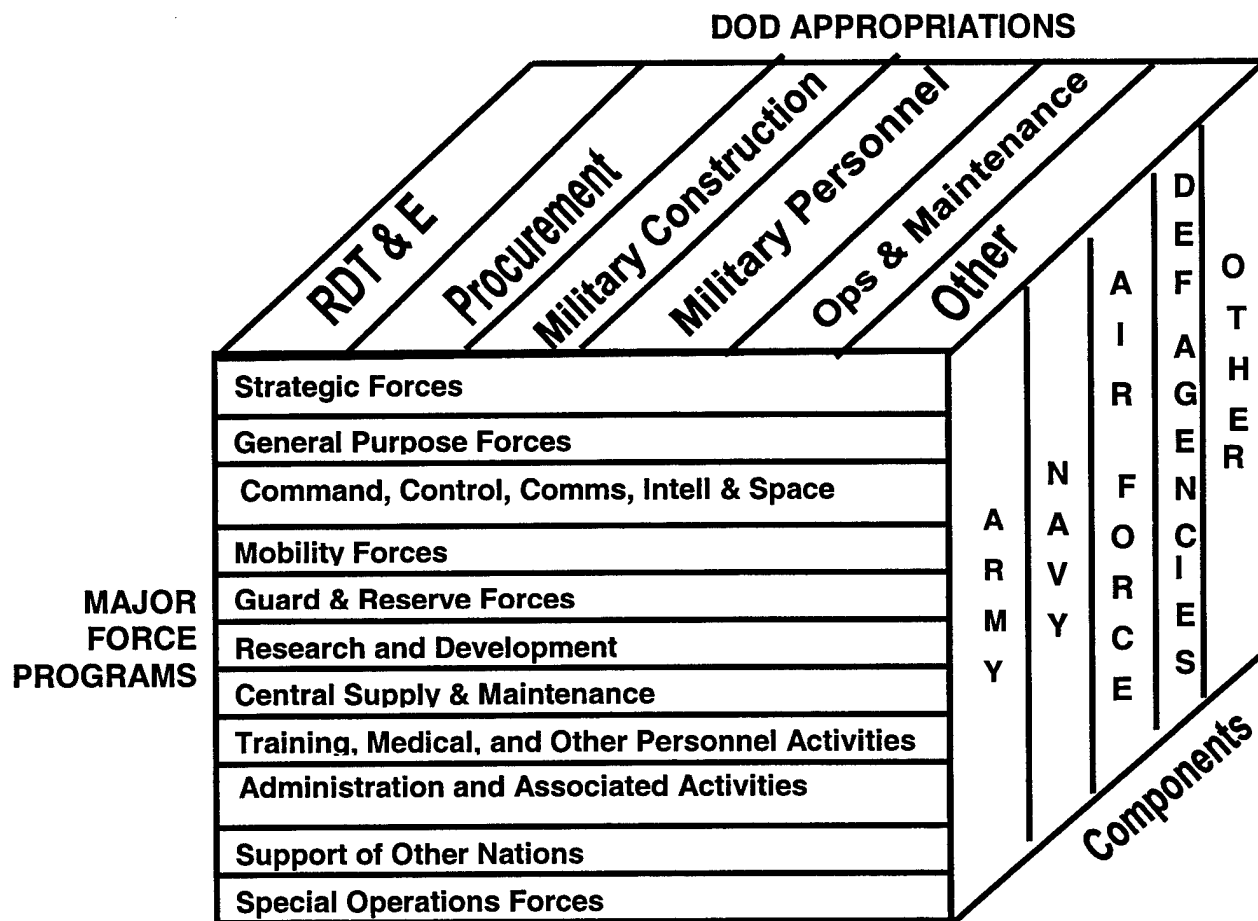 DOD APPROPRIATIONS
RDT & E
Procurement
Military Construction
Military Personnel
Ops & Maintenance
Other
MAJOR
FORCE
PROGRAMS
Strategic Forces
General Purpose Forces
Command, Control, Comms, Intell & Space
Mobility Forces
Guard & Reserve Forces
Research and Development
Central Supply & Maintenance
Training, Medical, and Other Personnel Activities
Administration and Associated Activities
Support of Other Nations
Special Operations Forces
ARMY
NAVY
AIR FORCE
DEF AGENCIES
OTHER
Components